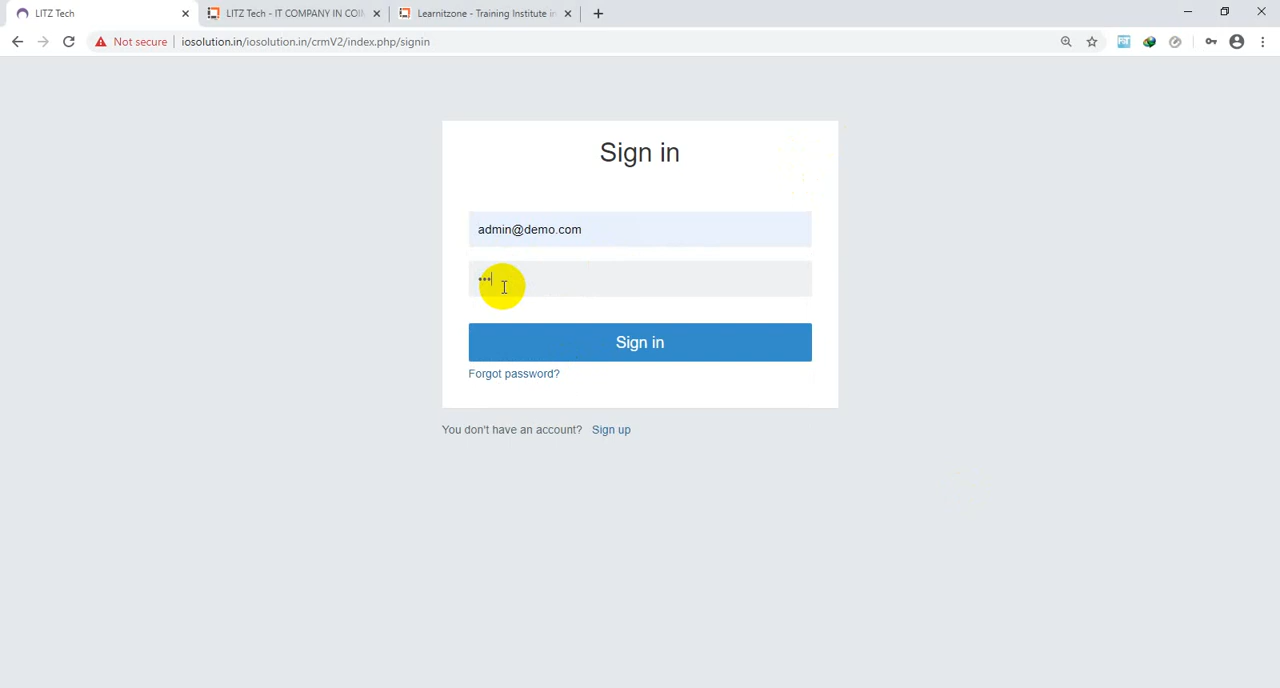 LITZ Tech
LITZ Tech - IT COMPANY IN COI
Learnitzone - Training Institute in
Not secure
iosolution.in/iosolution.in/crmV2/index.php/signin
Sign in
admin@demo.com
•••
Sign in
Forgot password?
You don't have an account? Sign up